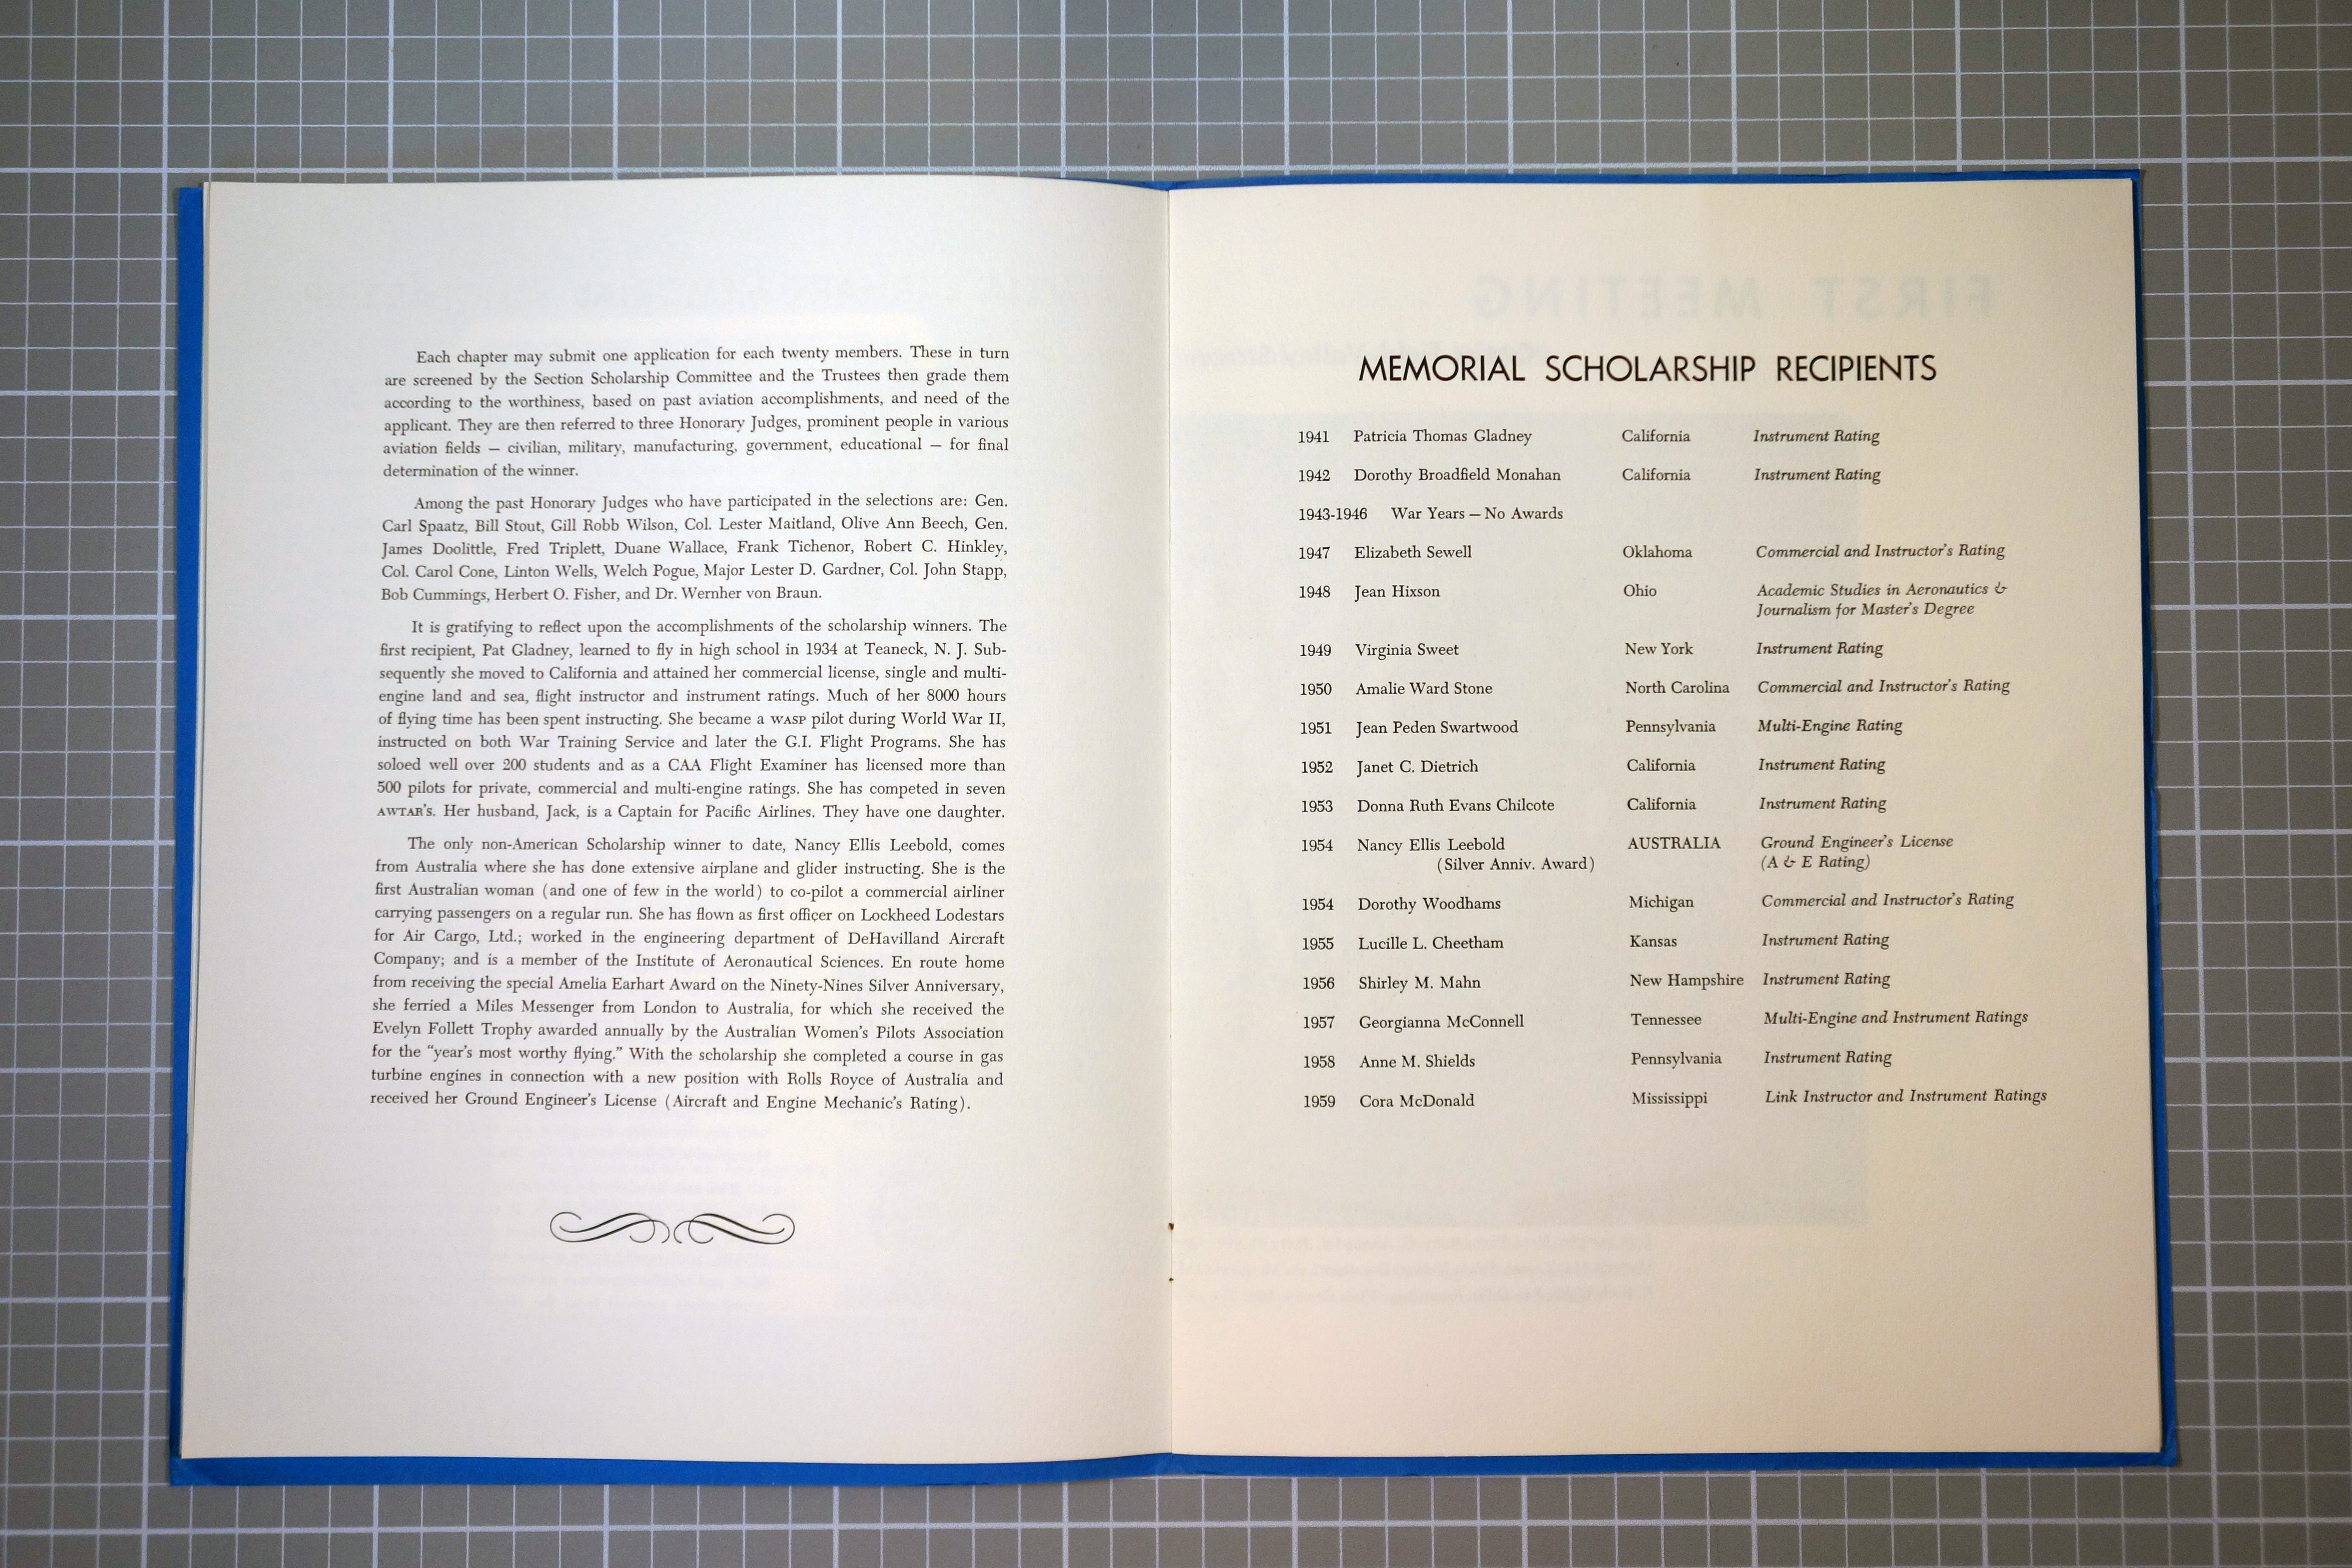 Each chapter may submit one application for each twenty members. These in turn
are screened by the Section Scholarship Committee and the Trustees then grade them
according to the worthiness, based on past aviation accomplishments, and need of the
applicant. They are then referred to three Honorary Judges, prominent people in various
aviation fields — civilian, military, manufacturing, government, educational — for final
determination of the winner.
Among the past Honorary Judges who have participated in the selections are: Gen.
Carl Spaatz, Bill Stout, Gill Robb Wilson, Col. Lester Maitland, Olive Ann Beech, Gen.
James Doolittle, Fred Triplett, Duane Wallace, Frank Tichenor, Robert C. Hinkley,
Col. Carol Cone, Linton Wells, Welch Pogue, Major Lester D. Gardner, Col. John Stapp,
Bob Cummings, Herbert O. Fisher, and Dr. Wernher von Braun.
It is gratifying to reflect upon the accomplishments of the scholarship winners. The
first recipient, Pat Gladney, learned to fly in high school in 1934 at Teaneck, N. J. Sub-
sequently she moved to California and attained her commercial license, single and multi-
engine land and sea, flight instructor and instrument ratings. Much of her 8000 hours
of flying time has been spent instructing. She became a WASP pilot during World War II,
instructed on both War Training Service and later the G.I. Flight Programs. She has
soloed well over 200 students and as a CAA Flight Examiner has licensed more than
500 pilots for private, commercial and multi-engine ratings. She has competed in seven
AWTAR'S. Her husband, Jack, is a Captain for Pacific Airlines. They have one daughter.
The only non-American Scholarship winner to date, Nancy Ellis Leebold, comes
from Australia where she has done extensive airplane and glider instructing. She is the
first Australian woman (and one of few in the world) to co-pilot a commercial airliner
carrying passengers on a regular run. She has flown as first officer on Lockheed Lodestars
for Air Cargo, Ltd.; worked in the engineering department of DeHavilland Aircraft
Company; and is a member of the Institute of Aeronautical Sciences. En route home
from receiving the special Amelia Earhart Award on the Ninety-Nines Silver Anniversary,
she ferried a Miles Messenger from London to Australia, for which she received the
Evelyn Follett Trophy awarded annually by the Australian Women's Pilots Association
for the "year's most worthy flying." With the scholarship she completed a course in gas
turbine engines in connection with a new position with Rolls Royce of Australia and
received her Ground Engineer's License (Aircraft and Engine Mechanic's Rating).
FIRST MEETING
MEMORIAL SCHOLARSHIP RECIPIENTS
1941 Patricia Thomas Gladney California Instrument Rating
1942 Dorothy Broadfield Monahan California Instrument Rating
1943-1946 War Years — No Awards
1947 Elizabeth Sewell Oklahoma Commercial and Instructor's Rating
1948 Jean Hixson Ohio Academic Studies in Aeronautics &
Journalism for Master's Degree
1949 Virginia Sweet New York Instrument Rating
1950 Amalie Ward Stone North Carolina Commercial and Instructor's Rating
1951 Jean Peden Swartwood Pennsylvania Multi-Engine Rating
1952 Janet C. Dietrich California Instrument Rating
1953 Donna Ruth Evans Chilcote California Instrument Rating
1954 Nancy Ellis Leebold AUSTRALIA Ground Engineer's License
(Silver Anniv. Award) (A & E Rating)
1954 Dorothy Woodhams Michigan Commercial and Instructor's Rating
1955 Lucille L. Cheetham Kansas Instrument Rating
1956 Shirley M. Mahn New Hampshire Instrument Rating
1957 Georgianna McConnell Tennessee Multi-Engine and Instrument Ratings
1958 Anne M. Shields Pennsylvania Instrument Rating
1959 Cora McDonald Mississippi Link Instructor and Instrument Ratings